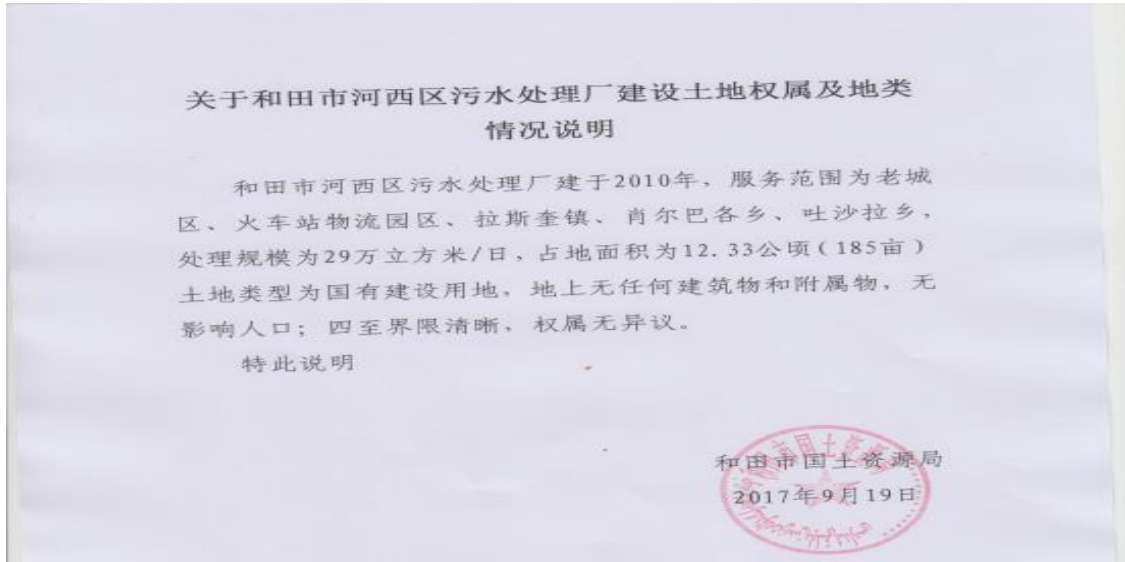 关于和田市河西区污水处理厂建设土地权属及地类
情况说明
和田市河西区污水处理厂建于2010年，服务范围为老城
区、火车站物流园区、拉斯奎镇、肖尔巴各乡、吐沙拉乡，
处理规模为29万立方米/日，占地面积为12.33公顷（185亩）
土地类型为国有建设用地，地上无任何建筑物和附属物，无
影响人口；四至界限清晰，权属无异议。
特此说明
和田市国土资源局
2017年9月19日